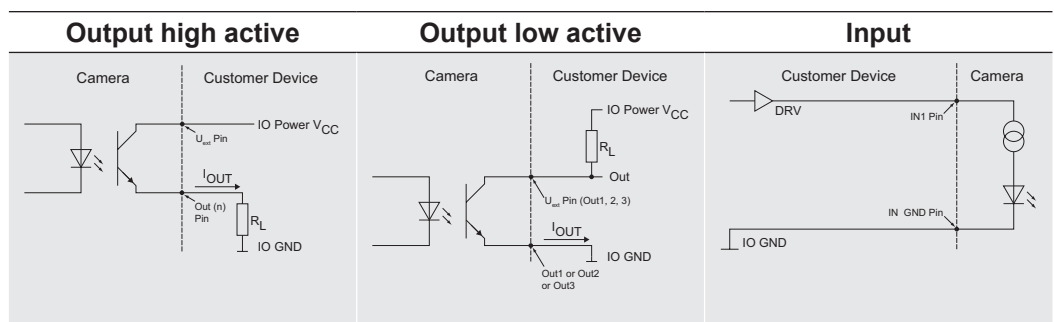 Output high active
Output low active
Input
Camera
Customer Device
IO Power VCC
Uext Pin
IOUT
Out (n)
Pin
RL
IO GND
Camera
Customer Device
IO Power VCC
RL
Out
Uext Pin (Out1, 2, 3)
IOUT
IO GND
Out1 or Out2
or Out3
Customer Device
Camera
DRV
IN1 Pin
IN GND Pin
IO GND